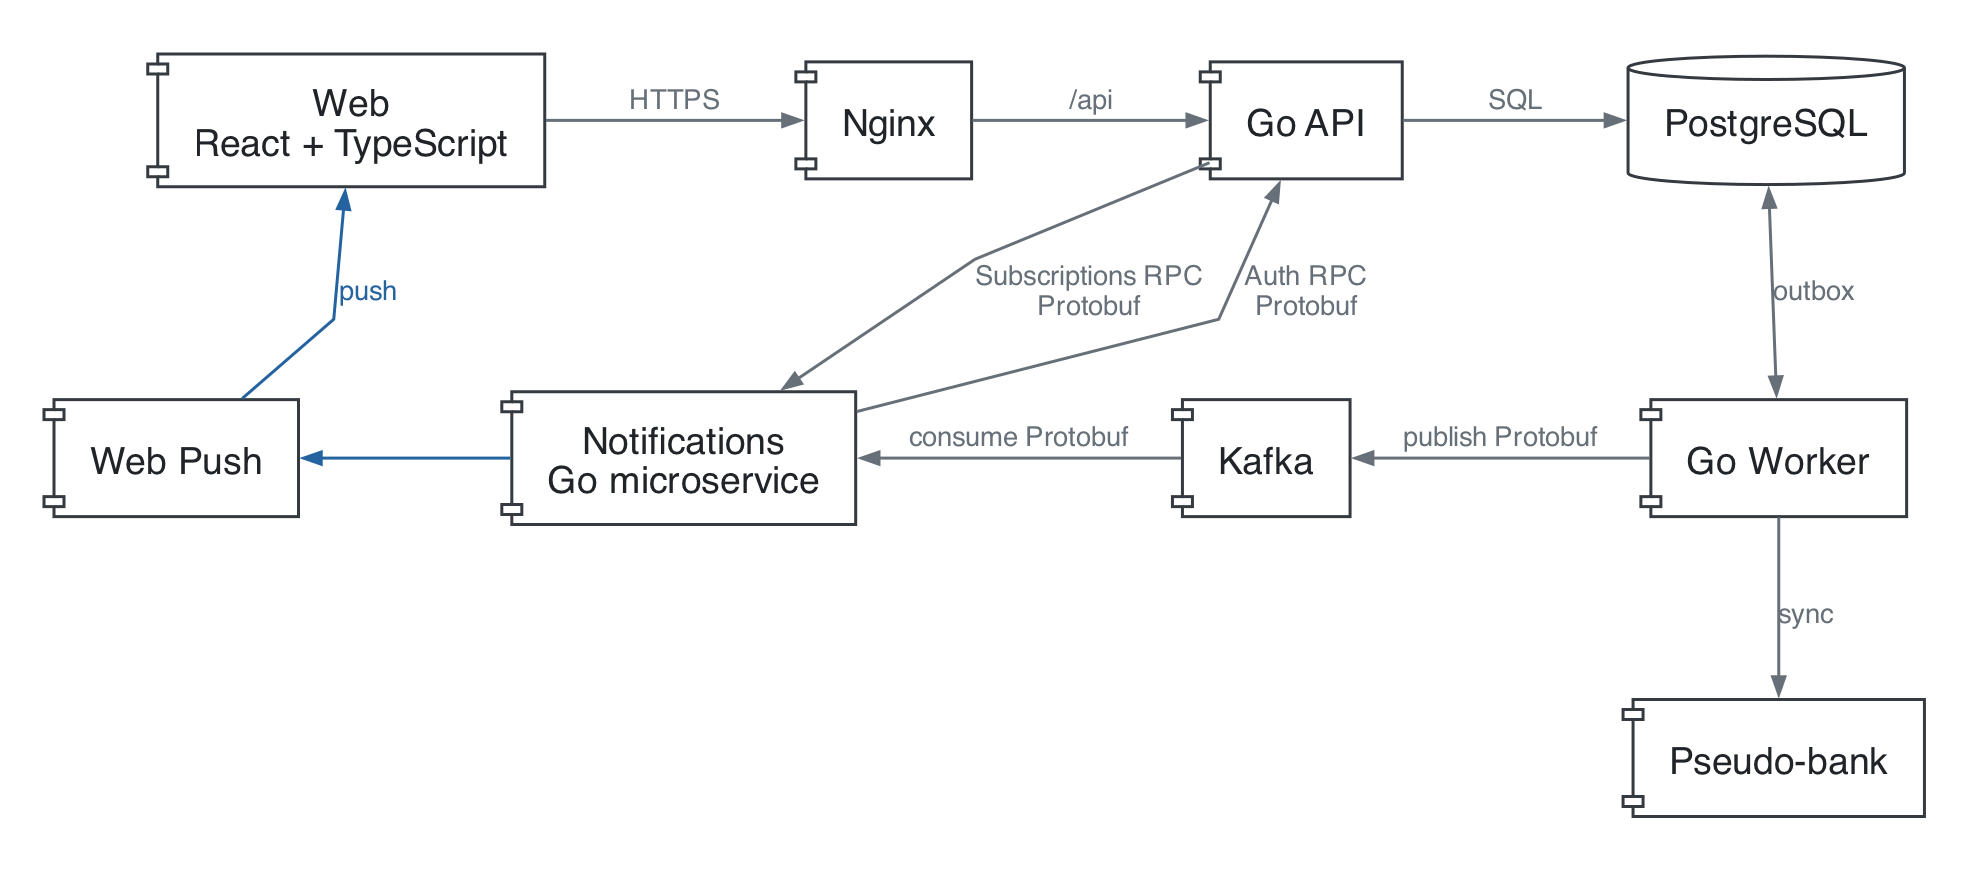 Web
React + TypeScript
HTTPS
Nginx
/api
Go API
SQL
PostgreSQL
push
Subscriptions RPC
Protobuf
Auth RPC
Protobuf
outbox
Web Push
Notifications
Go microservice
consume Protobuf
Kafka
publish Protobuf
Go Worker
sync
Pseudo-bank